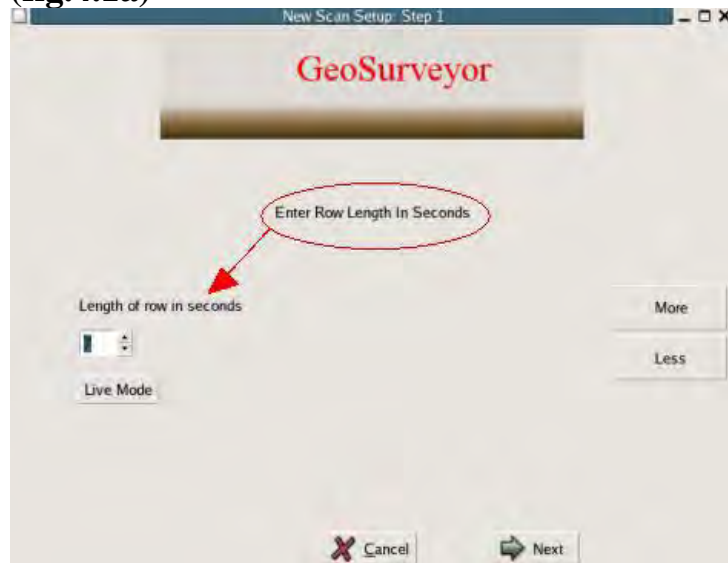 New Scan Setup: Step 1
GeoSurveyor
Enter Row Length In Seconds
Length of row in seconds
More
Less
Live Mode
Cancel
Next